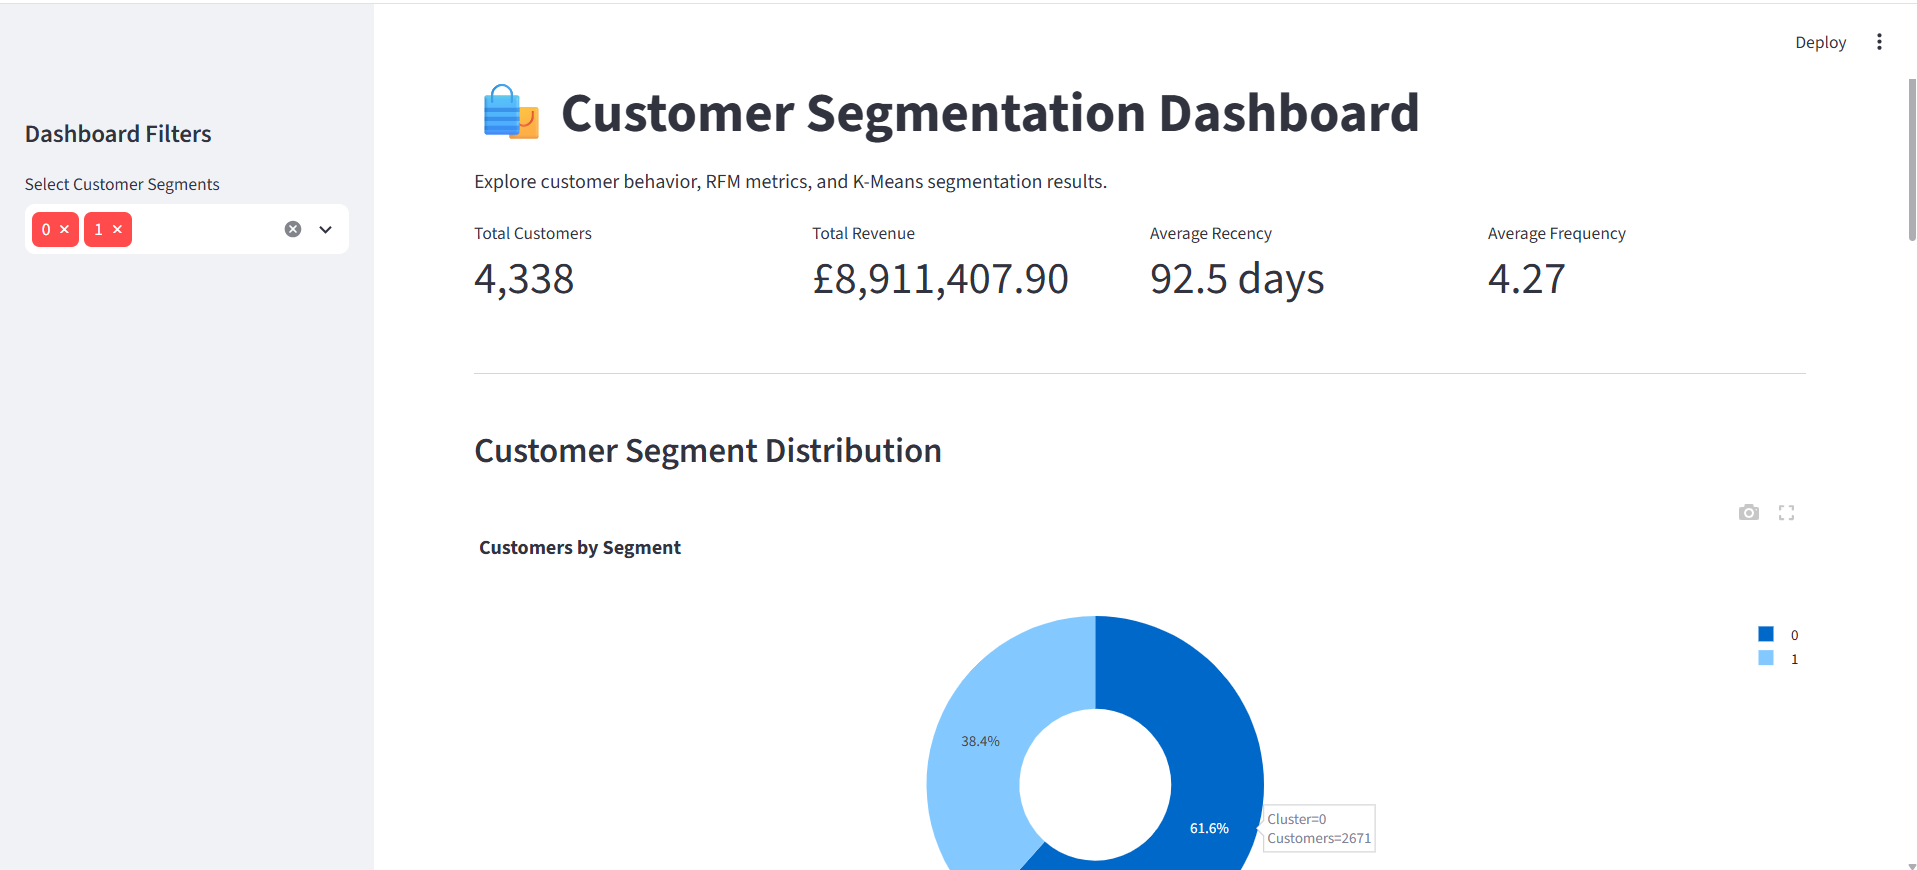 Deploy
Dashboard Filters
Select Customer Segments
0 ×
1 ×
Customer Segmentation Dashboard
Explore customer behavior, RFM metrics, and K-Means segmentation results.
Total Customers
4,338
Total Revenue
£8,911,407.90
Average Recency
92.5 days
Average Frequency
4.27
Customer Segment Distribution
Customers by Segment
0
1
38.4%
61.6%
Cluster=0
Customers=2671